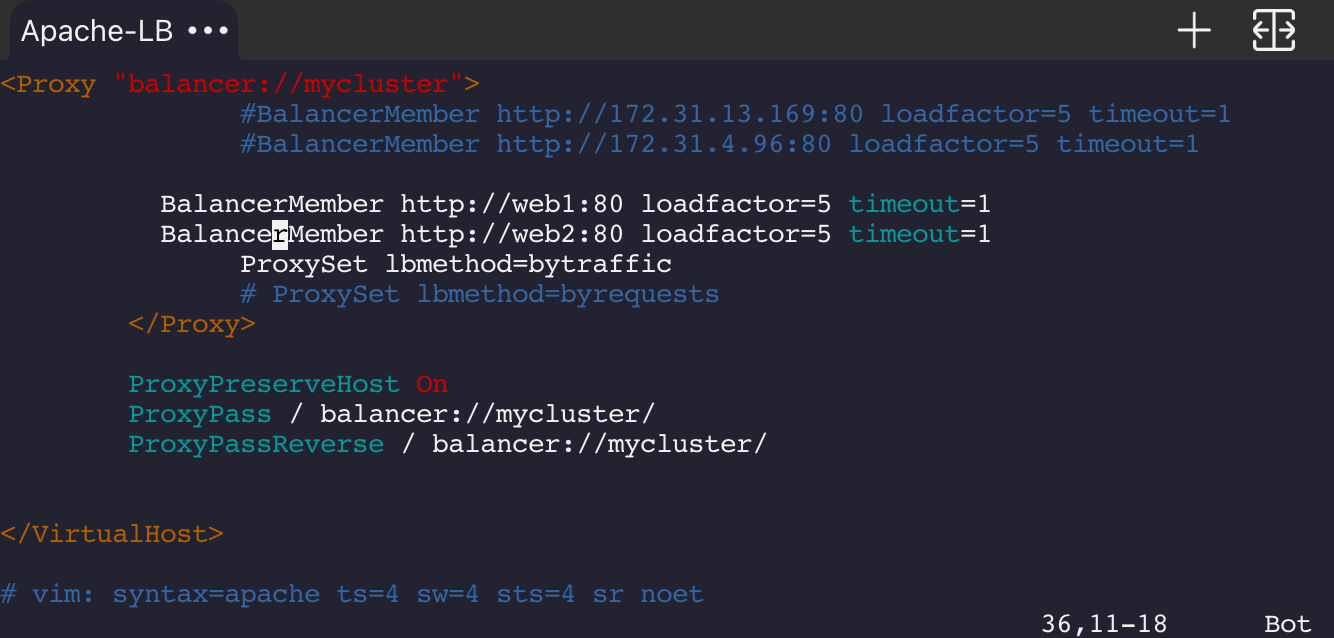 Apache-LB •••
<Proxy "balancer://mycluster">
#BalancerMember http://172.31.13.169:80 loadfactor=5 timeout=1
#BalancerMember http://172.31.4.96:80 loadfactor=5 timeout=1
BalancerMember http://web1:80 loadfactor=5 timeout=1
BalancerMember http://web2:80 loadfactor=5 timeout=1
ProxySet lbmethod=bytraffic
# ProxySet lbmethod=byrequests
</Proxy>
ProxyPreserveHost On
ProxyPass / balancer://mycluster/
ProxyPassReverse / balancer://mycluster/
</VirtualHost>
# vim: syntax=apache ts=4 sw=4 sts=4 sr noet
36,11-18 Bot